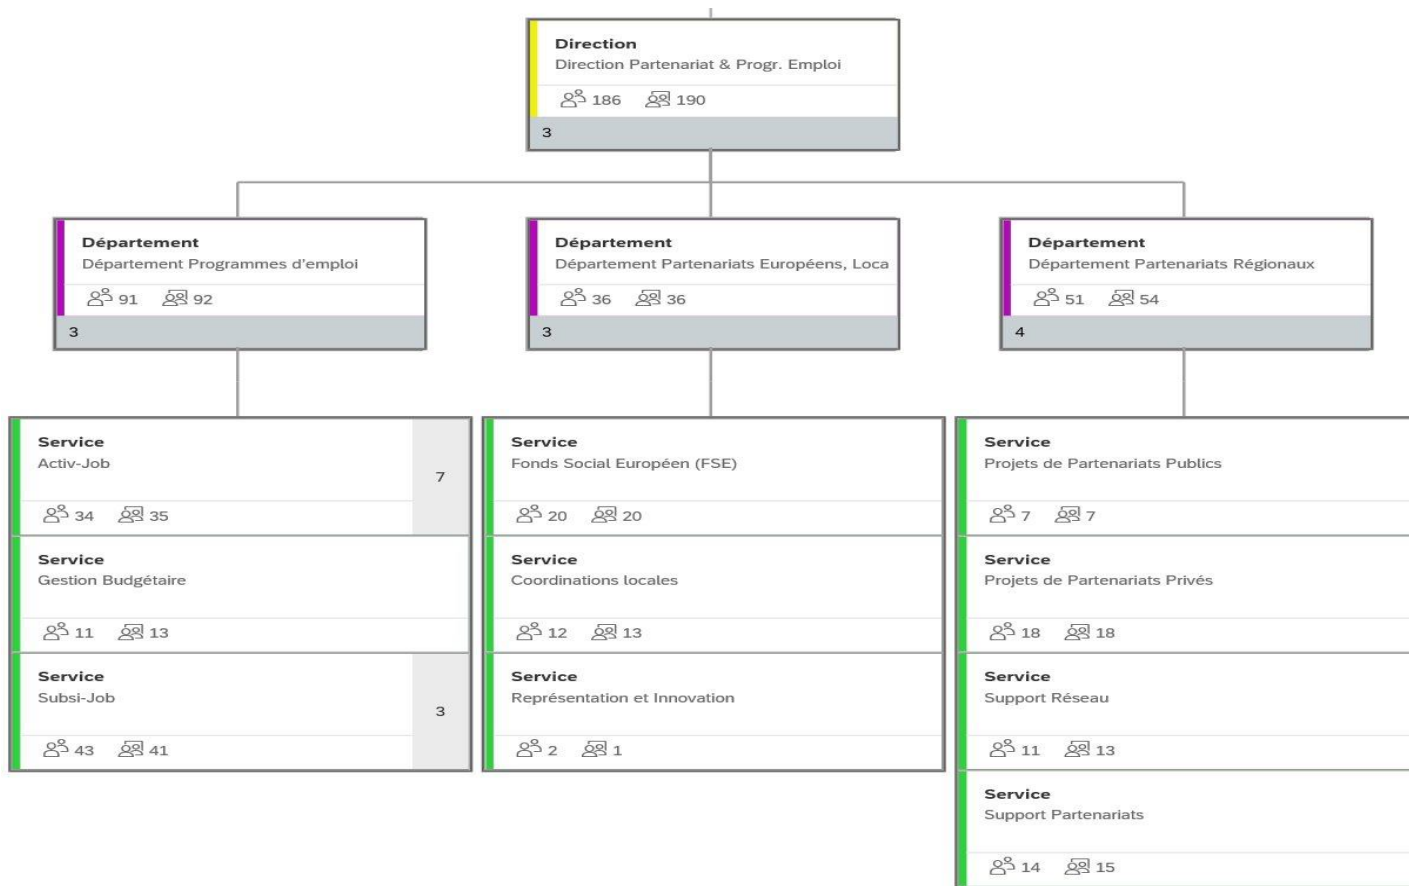 Direction
Direction Partenariat & Progr. Emploi
186 190
3
Département
Département Programmes d'emploi
91 92
3
Département
Département Partenariats Européens, Loca
36 36
3
Département
Département Partenariats Régionaux
51 54
4
Service
Activ-Job
7
34 35
Service
Gestion Budgétaire
11 13
Service
Subsi-Job
3
43 41
Service
Fonds Social Européen (FSE)
20 20
Service
Coordinations locales
12 13
Service
Représentation et Innovation
2 1
Service
Projets de Partenariats Publics
7 7
Service
Projets de Partenariats Privés
18 18
Service
Support Réseau
11 13
Service
Support Partenariats
14 15